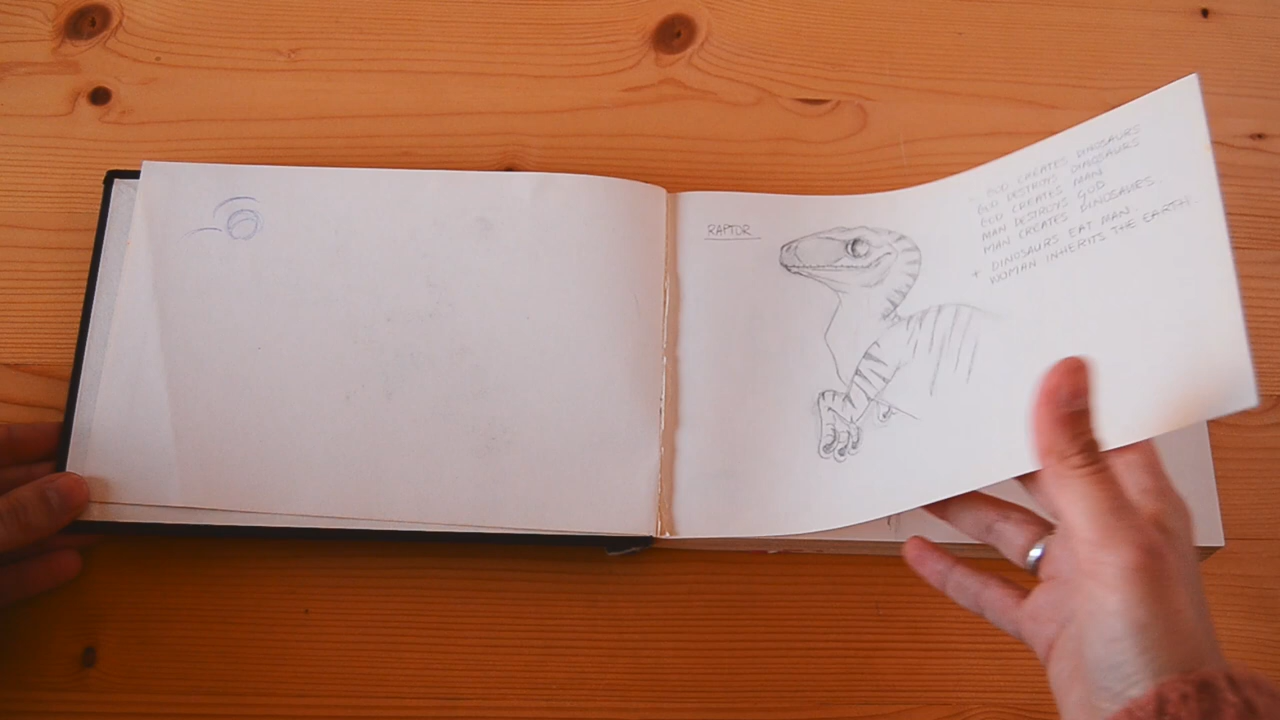 RAPTOR
GOD CREATES DINOSAURS
GOD DESTROYS DINOSAURS
GOD CREATES MAN
MAN DESTROYS GOD
MAN CREATES DINOSAURS.
DINOSAURS EAT MAN.
+ WOMAN INHERITS THE EARTH.